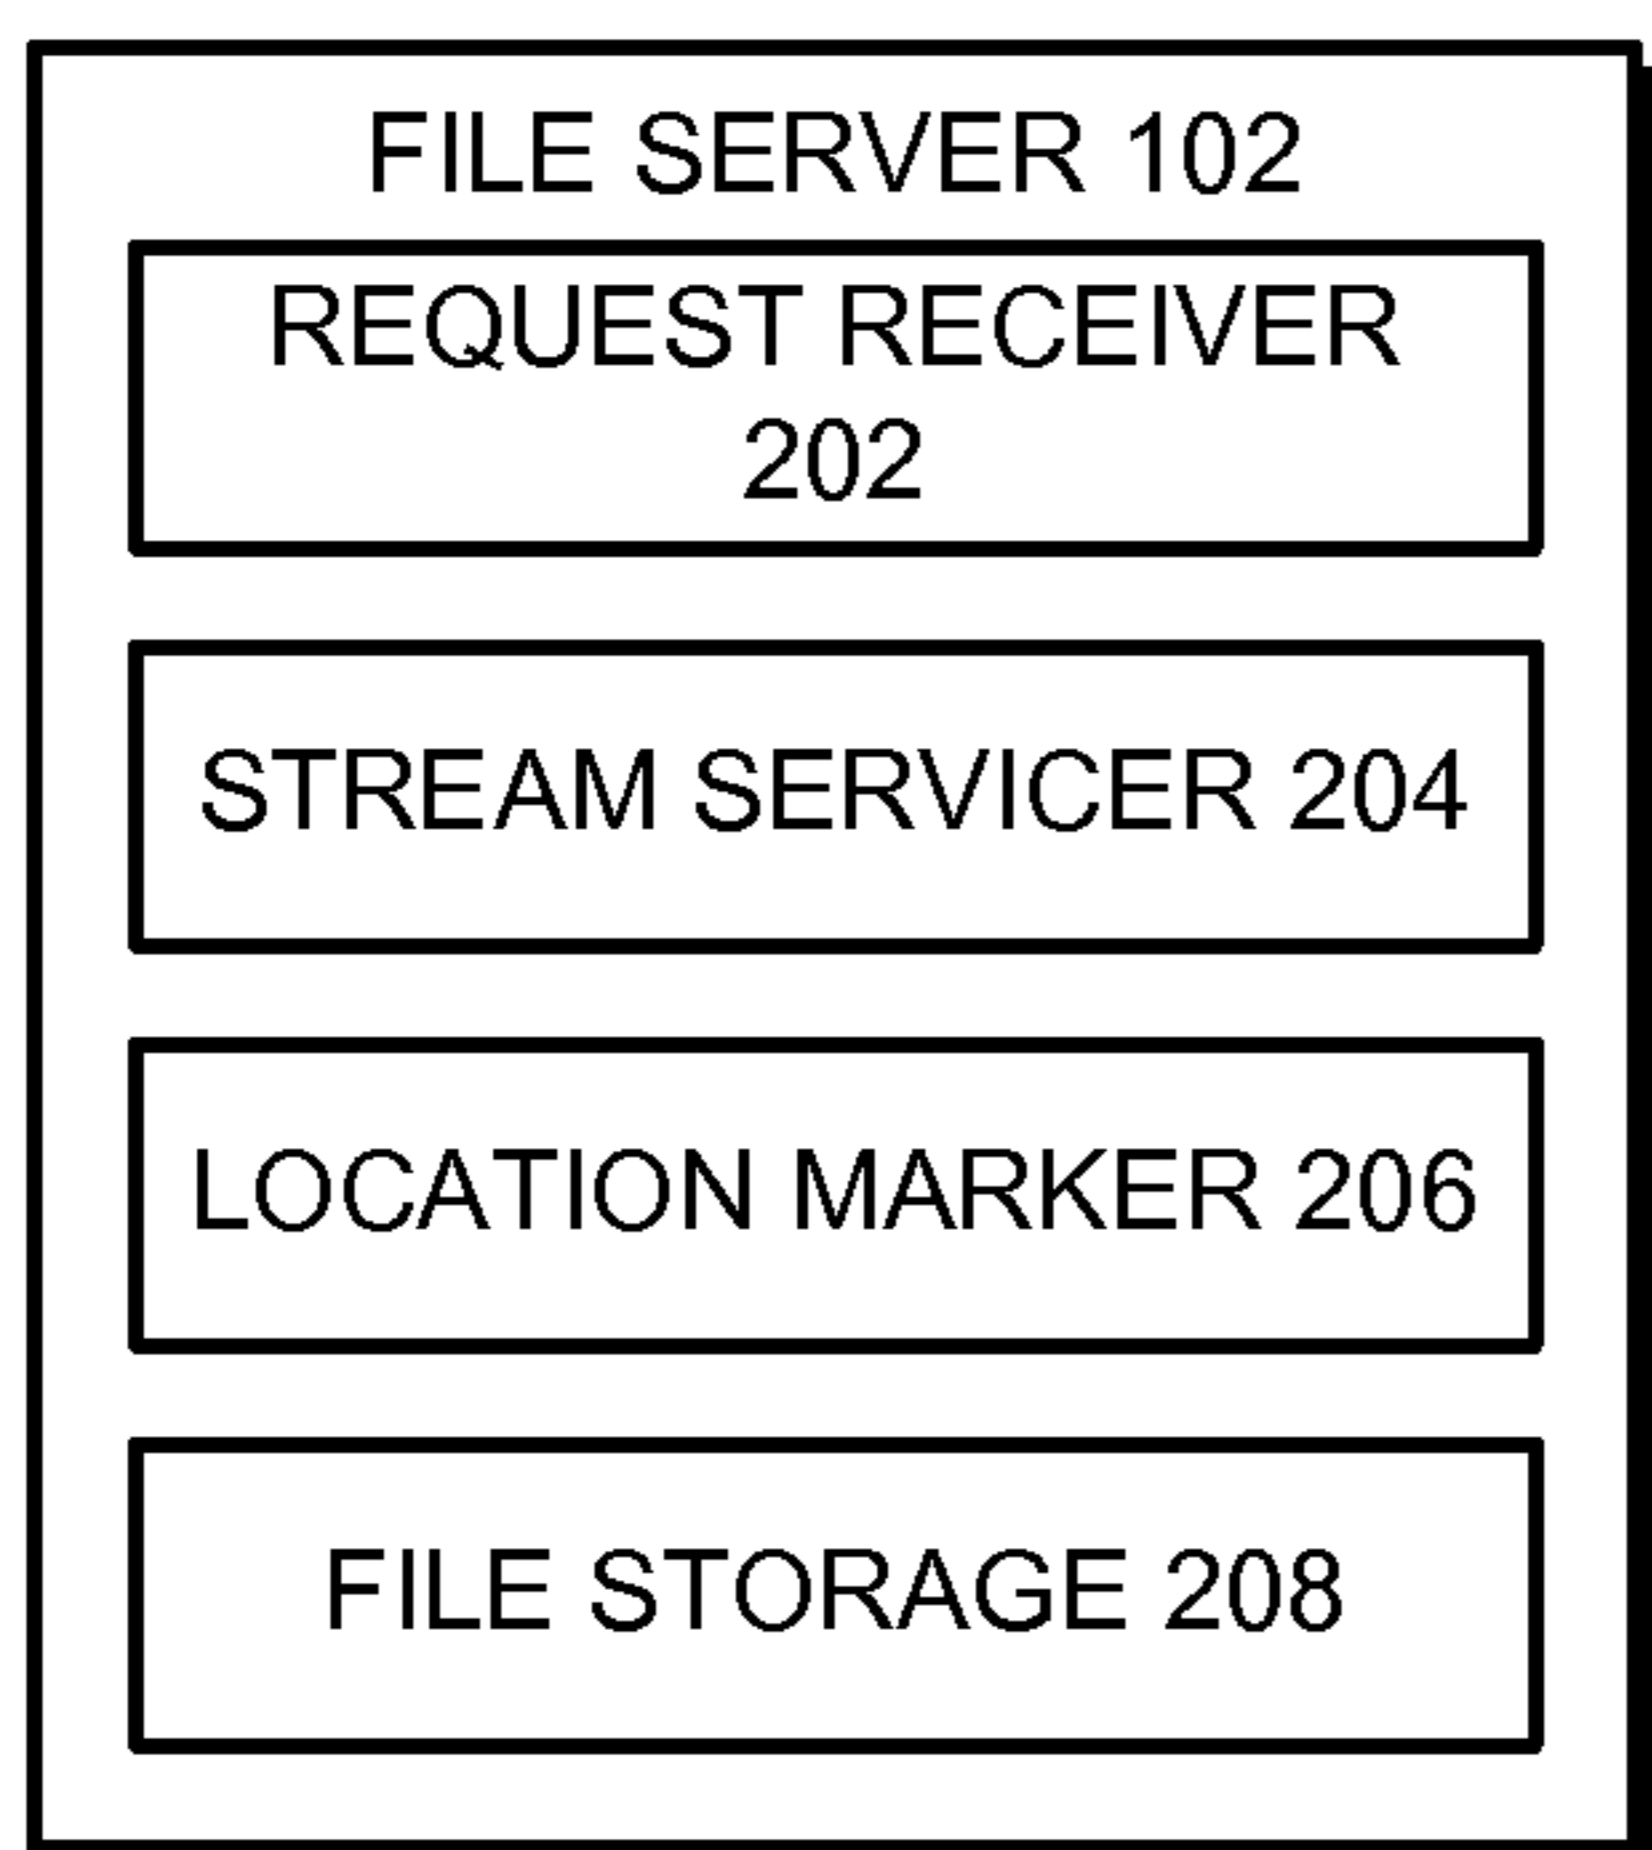 FILE SERVER 102
REQUEST RECEIVER
202
STREAM SERVICER 204
LOCATION MARKER 206
FILE STORAGE 208